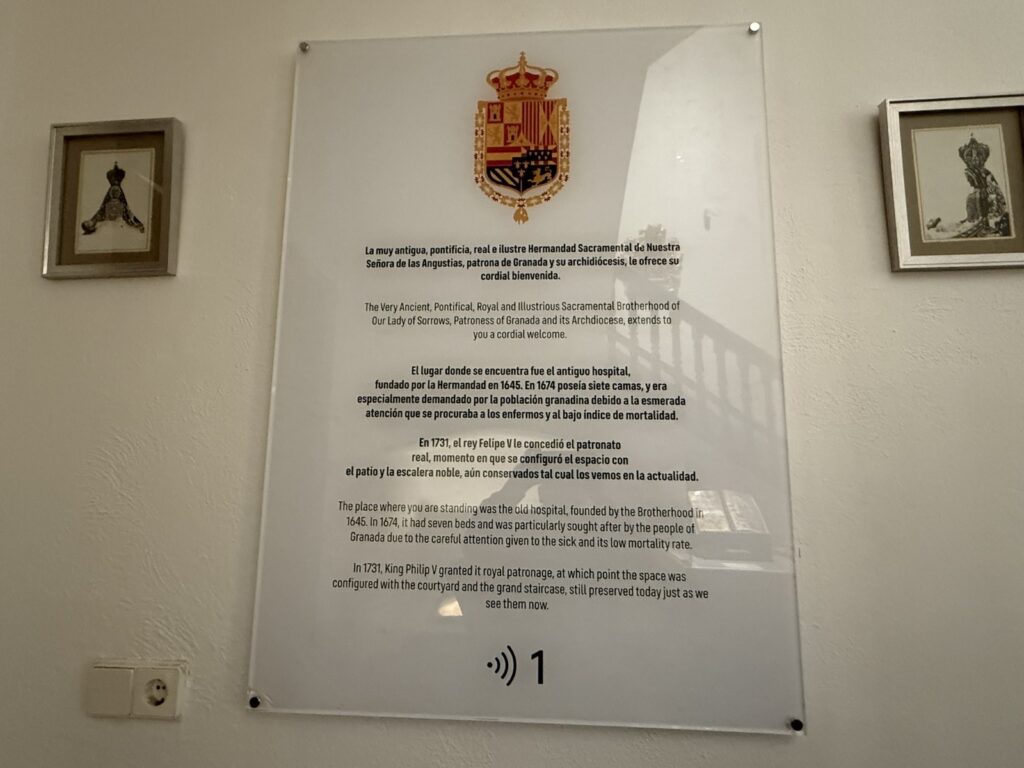 La muy antigua, pontificia, real e ilustre Hermandad Sacramental de Nuestra
Señora de las Angustias, patrona de Granada y su archidiócesis, le ofrece su
cordial bienvenida.
The Very Ancient, Pontifical, Royal and Illustrious Sacramental Brotherhood of
Our Lady of Sorrows, Patroness of Granada and its Archdiocese, extends to
you a cordial welcome.
El lugar donde se encuentra fue el antiguo hospital,
fundado por la Hermandad en 1645. En 1674 poseía siete camas, y era
especialmente demandado por la población granadina debido a la esmerada
atención que se procuraba a los enfermos y al bajo índice de mortalidad.
En 1731, el rey Felipe V le concedió el patronato
real, momento en que se configuró el espacio con
el patio y la escalera noble, aún conservados tal cual los vemos en la actualidad.
The place where you are standing was the old hospital, founded by the Brotherhood in
1645. In 1674, it had seven beds and was particularly sought after by the people of
Granada due to the careful attention given to the sick and its low mortality rate.
In 1731, King Philip V granted it royal patronage, at which point the space was
configured with the courtyard and the grand staircase, still preserved today just as we
see them now.
1